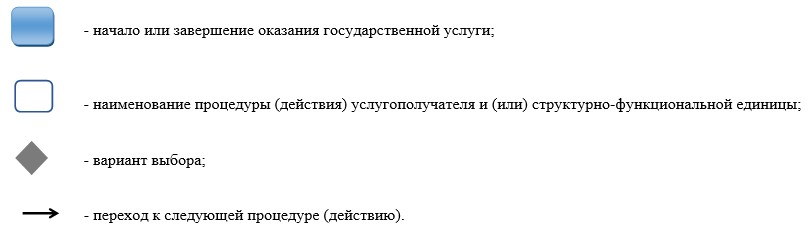 - начало или завершение оказания государственной услуги;
- наименование процедуры (действия) услугополучателя и (или) структурно-функциональной единицы;
- вариант выбора;
- переход к следующей процедуре (действию).